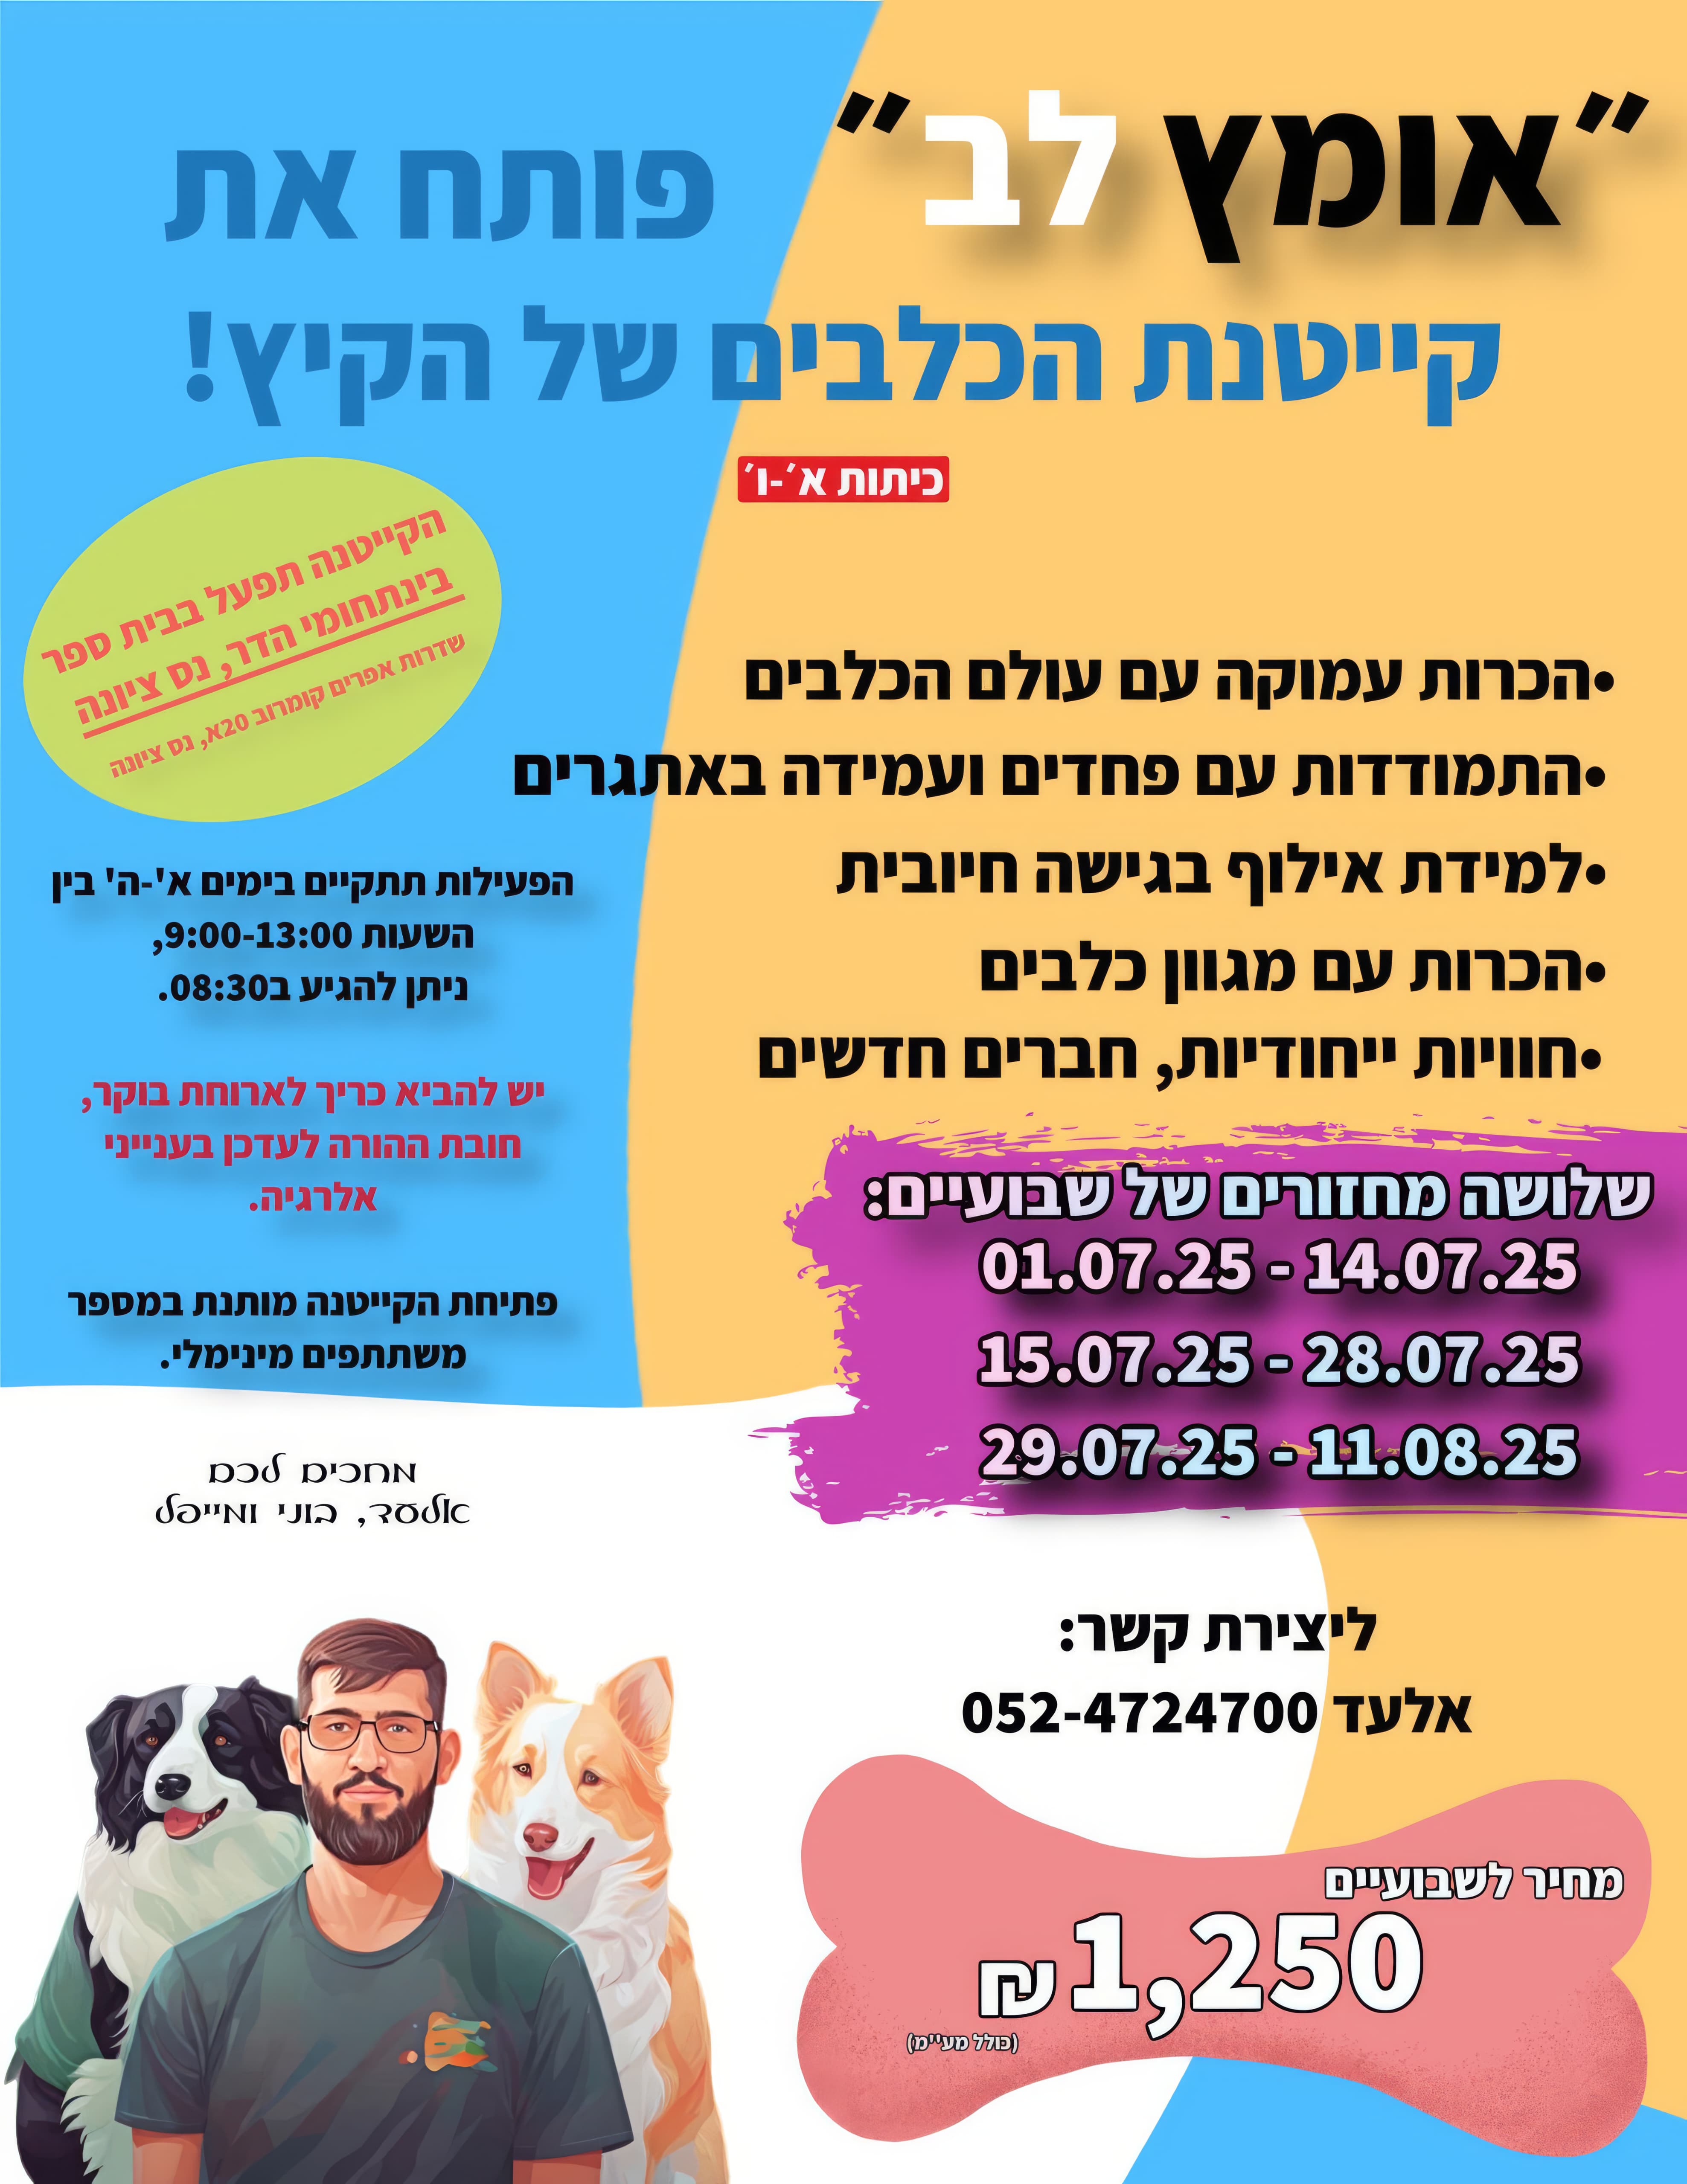 "אומץ לב" פותח את
קייטנת הכלבים של הקיץ!
כיתות א'-ו'
הקייטנה תפעל בבית ספר
בינתחומי הדר, נס ציונה
שדרות אפרים קומרוב 20א, נס ציונה
•הכרות עמוקה עם עולם הכלבים
•התמודדות עם פחדים ועמידה באתגרים
•למידת אילוף בגישה חיובית
•הכרות עם מגוון כלבים
•חוויות ייחודיות, חברים חדשים
הפעילות תתקיים בימים א'-ה' בין
השעות 9:00-13:00,
ניתן להגיע ב08:30.
יש להביא כריך לארוחת בוקר,
חובת ההורה לעדכן בענייני
אלרגיה.
פתיחת הקייטנה מותנת במספר
משתתפים מינימלי.
שלושה מחזורים של שבועיים:
01.07.25 - 14.07.25
15.07.25 - 28.07.25
29.07.25 - 11.08.25
מחכים לכם
אלעד, בוני ומייפל
ליצירת קשר:
אלעד 052-4724700
מחיר לשבועיים
1,250 ₪
(כולל מע"מ)